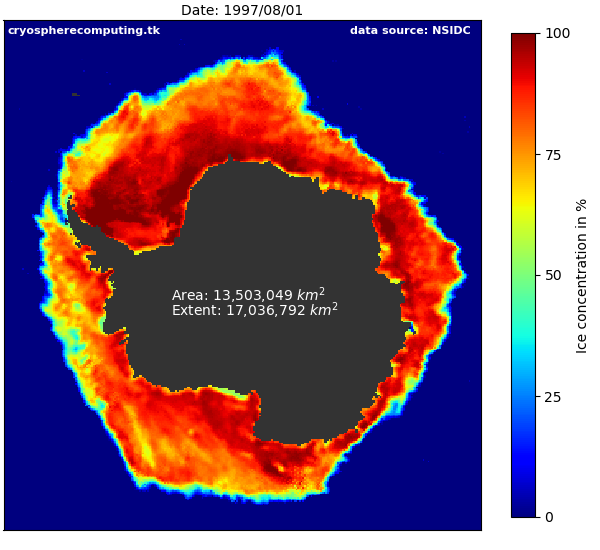 Date: 1997/08/01
cryospherecomputing.tk
data source: NSIDC
100
75
50
25
0
Ice concentration in %
Area: 13,503,049 km²
Extent: 17,036,792 km²